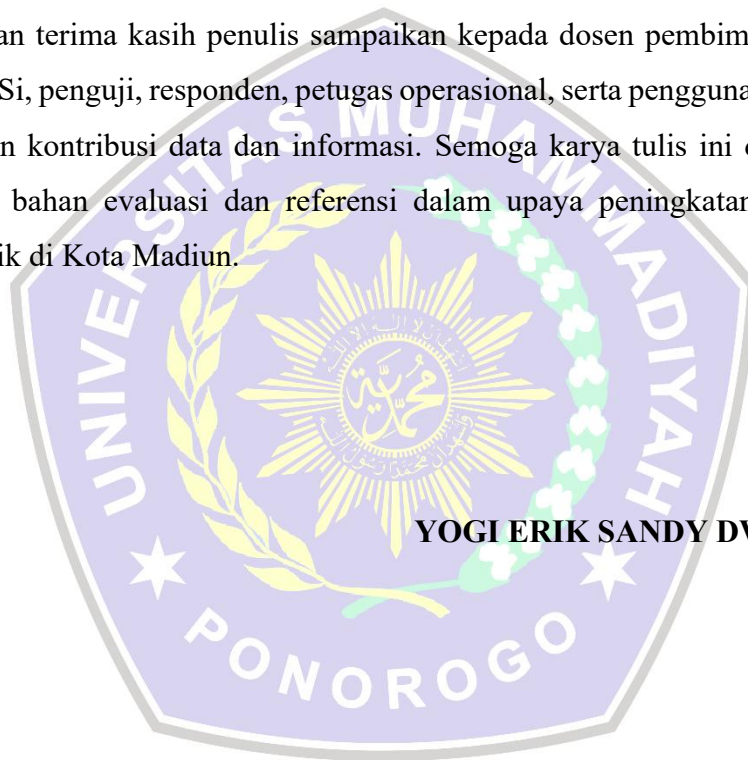 an terima kasih penulis sampaikan kepada dosen pembim
Si, penguji, responden, petugas operasional, serta pengguna
n kontribusi data dan informasi. Semoga karya tulis ini
bahan evaluasi dan referensi dalam upaya peningkatan
ik di Kota Madiun.
UNIVERSITAS MUHAMMADIYAH
محمدية
YOGI ERIK SANDY
PONOROGO